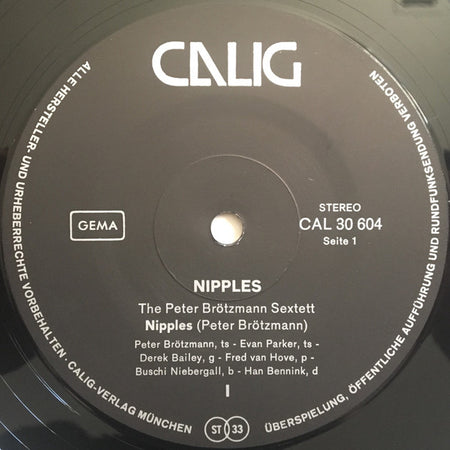 CALIG
GEMA
STEREO
CAL 30 604
Seite 1
NIPPLES
The Peter Brötzmann Sextett
Nipples (Peter Brötzmann)
Peter Brötzmann, ts - Evan Parker, ts -
Derek Bailey, g - Fred van Hove, p -
Buschi Niebergall, b - Han Bennink, d
I
ALLE HERSTELLER- UND URHEBERRECHTE VORBEHALTEN · CALIG-VERLAG MÜNCHEN
ST 33
ÜBERSPIELUNG, ÖFFENTLICHE AUFFÜHRUNG UND RUNDFUNKSENDUNG VERBOTEN